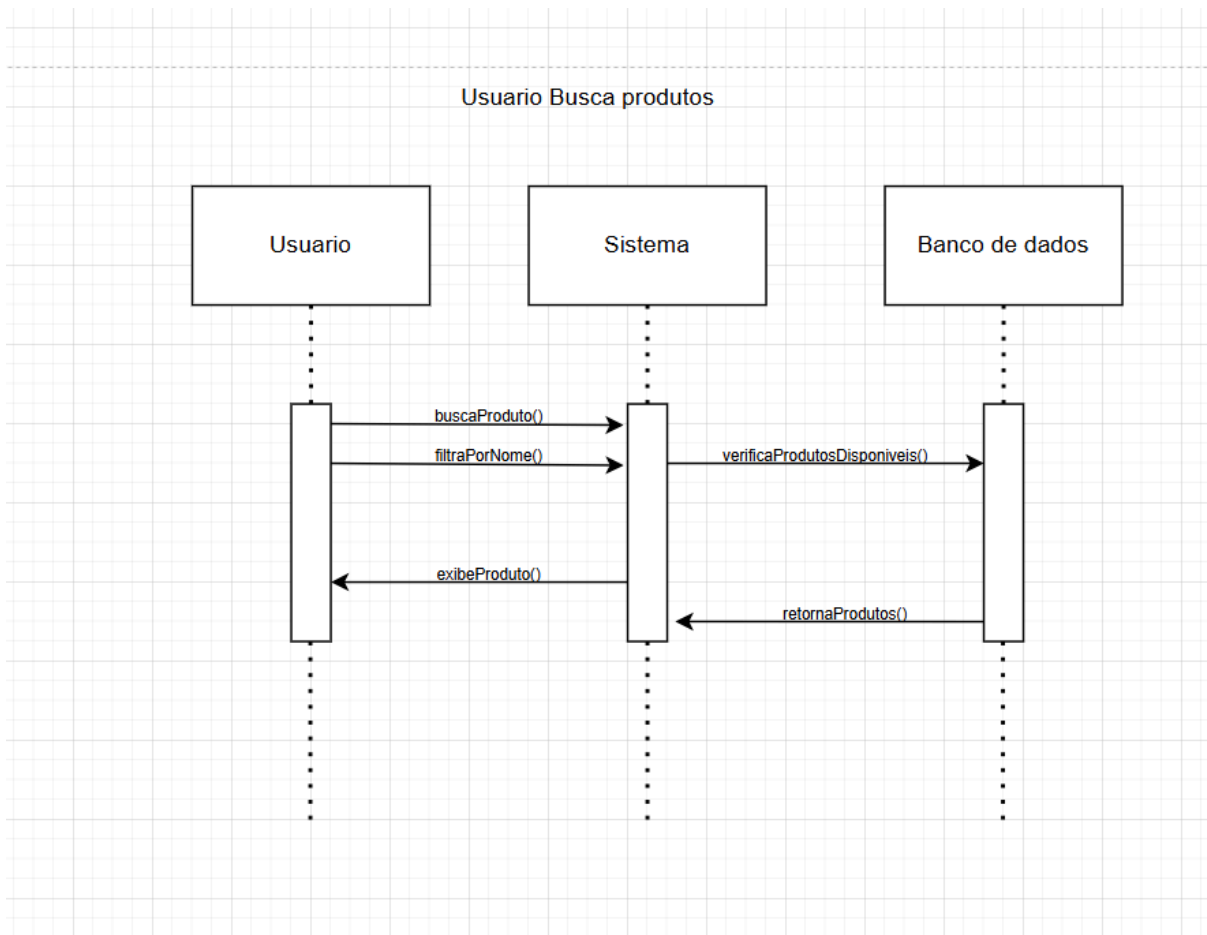 Usuario Busca produtos
Usuario
Sistema
Banco de dados
buscaProduto()
filtraPorNome()
verificaProdutosDisponiveis()
exibeProduto()
retornaProdutos()